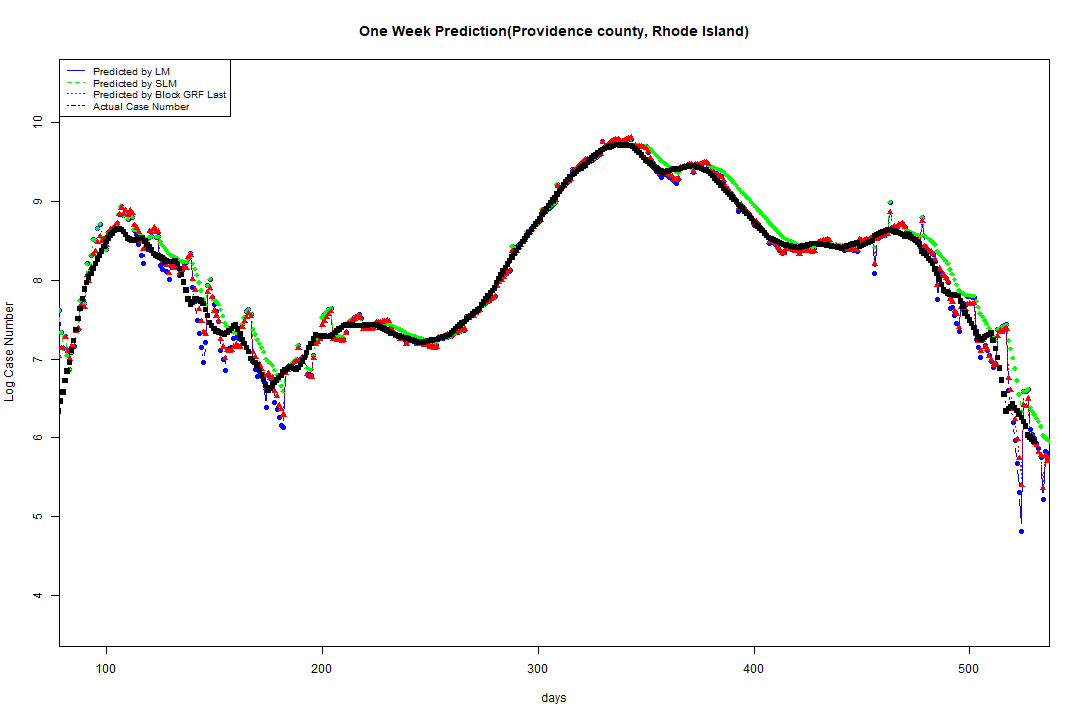 One Week Prediction(Providence county, Rhode Island)
Predicted by LM
Predicted by SLM
Predicted by Block GRF Last
Actual Case Number
10
9
8
7
6
5
4
Log Case Number
100 200 300 400 500
days